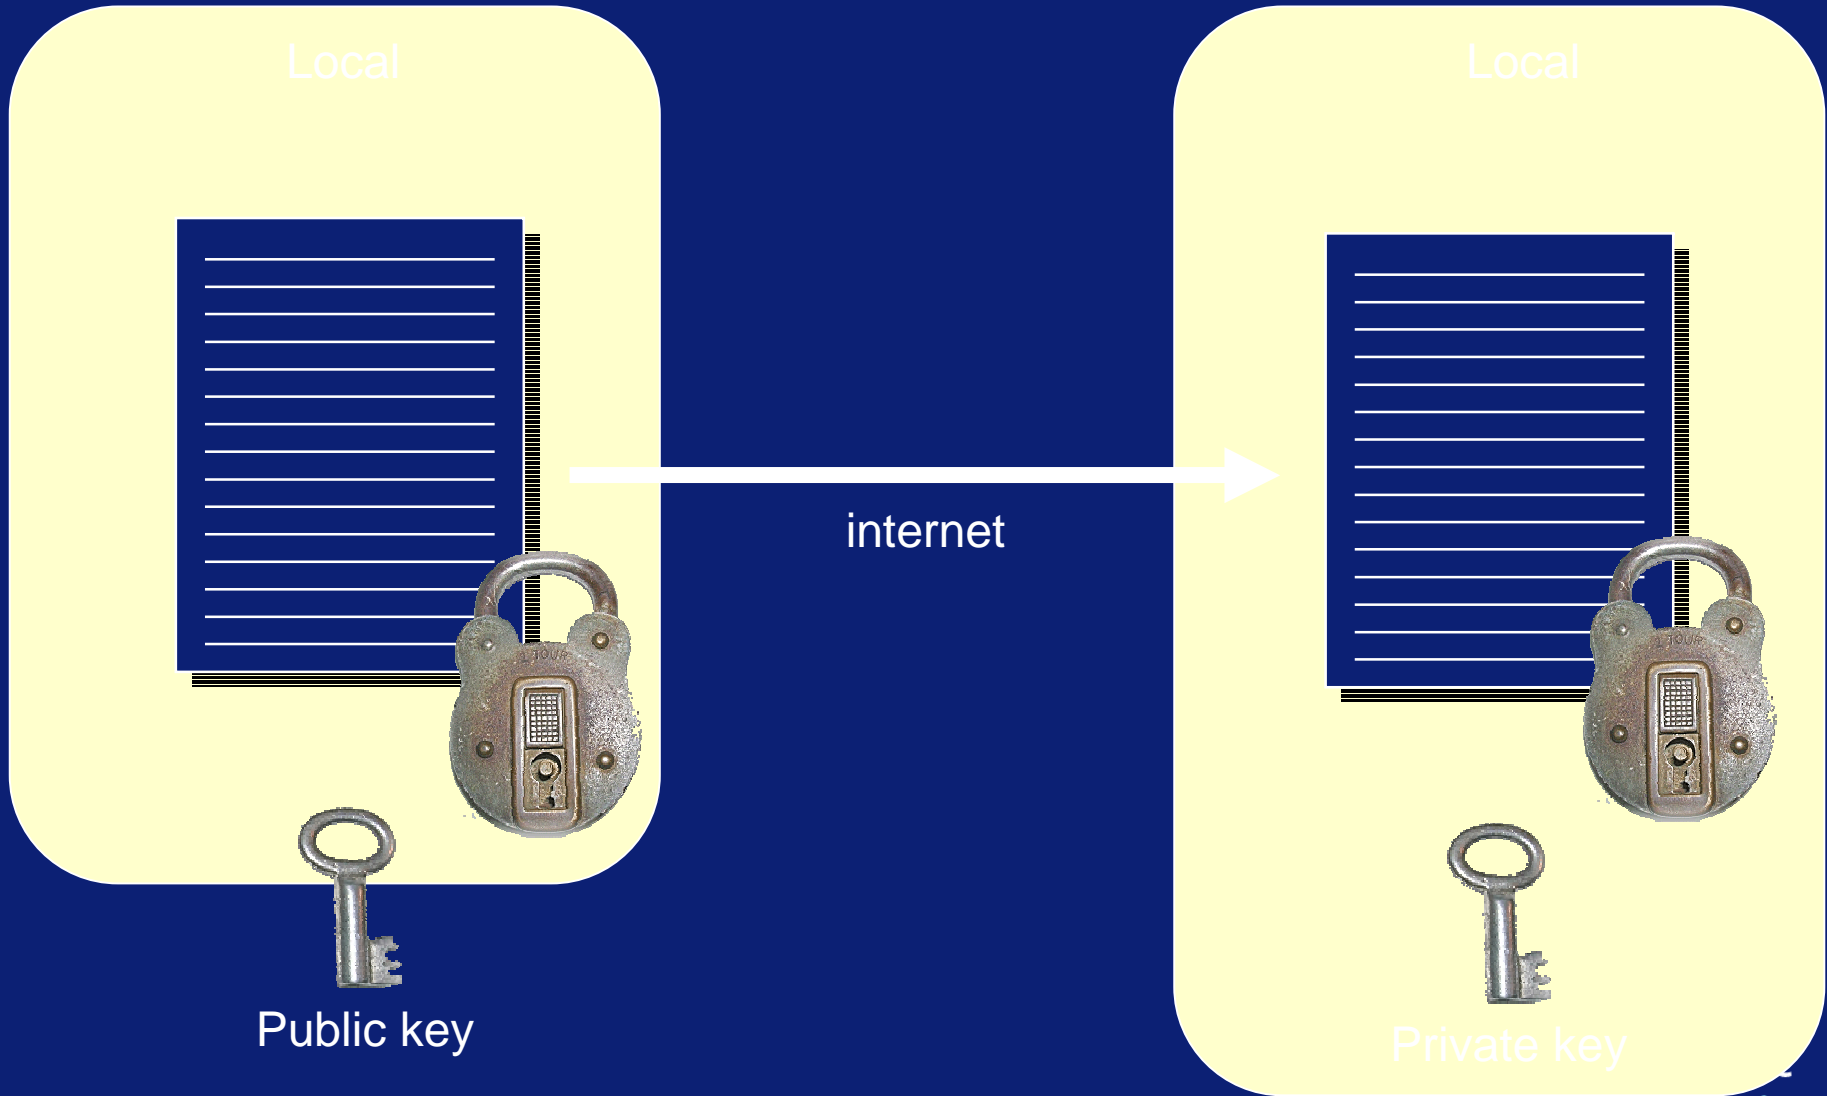 Local
Local
internet
Public key
Private key